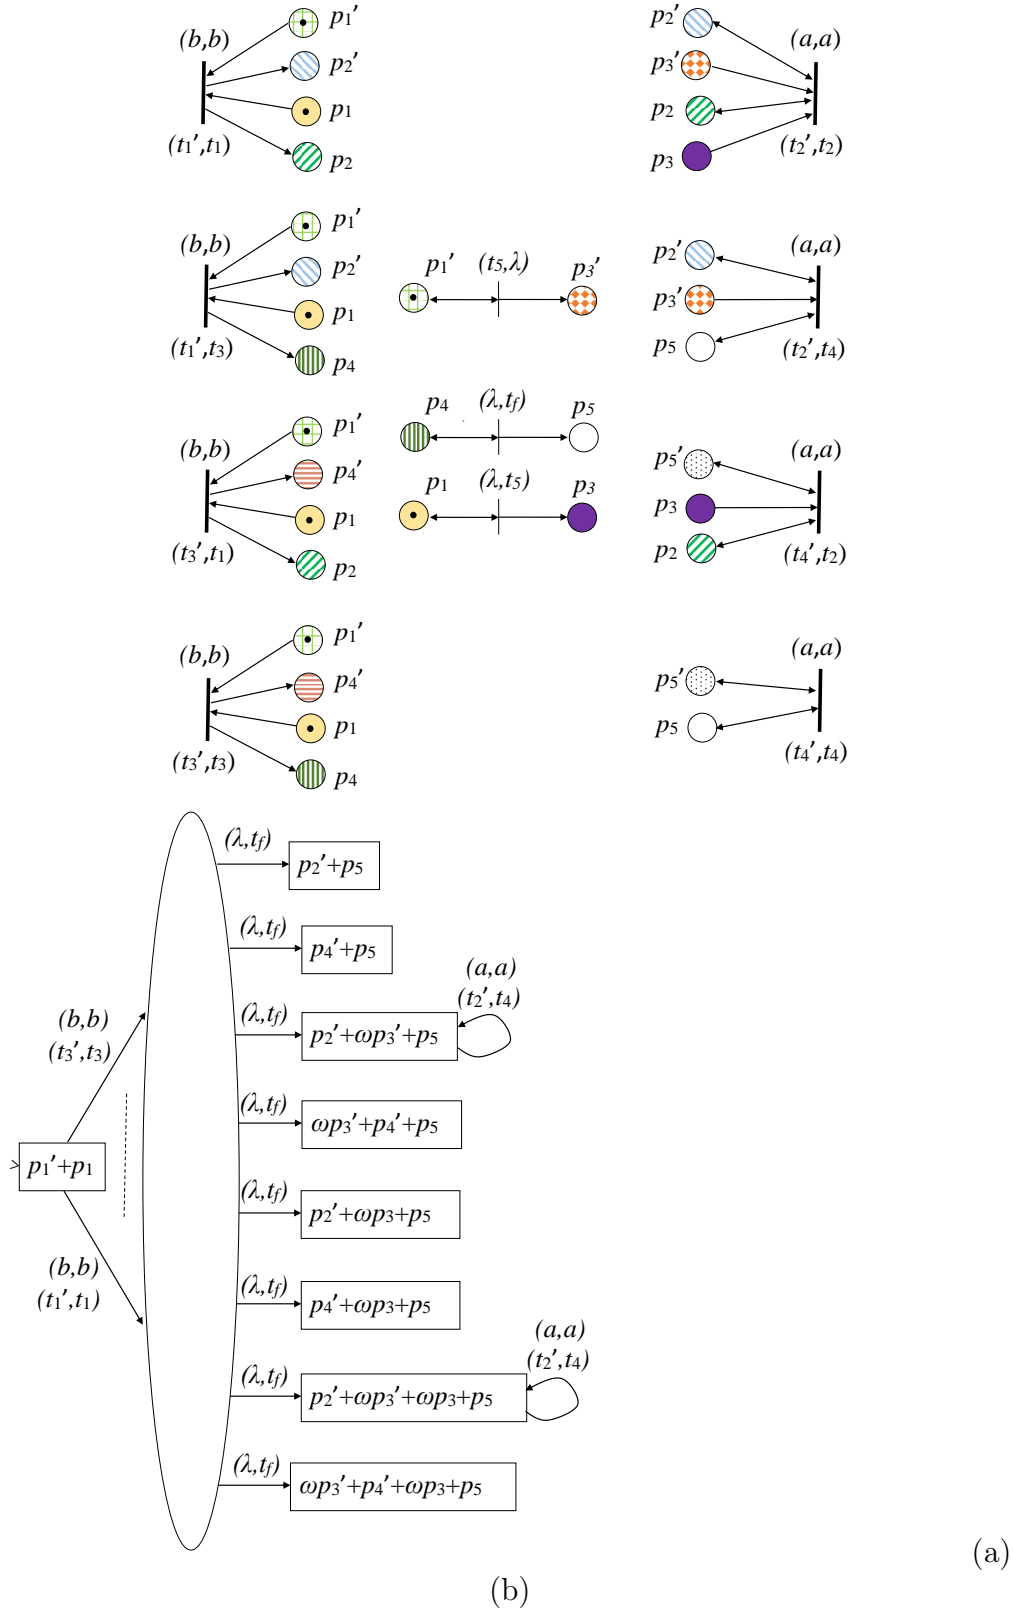 p1'
(b,b)
p2'
p1
(t1',t1)
p2
p2'
(a,a)
p3'
p2
(t2',t2)
p3
p1'
(b,b)
p2'
p1
(t1',t3)
p4
p1' (t5,λ) p3'
p2'
(a,a)
p3'
p5
(t2',t4)
p1'
(b,b)
p4'
p1
(t3',t1)
p2
p4 (λ,tf) p5
p1 (λ,t5) p3
p5'
(a,a)
p3
p2
(t4',t2)
p1'
(b,b)
p4'
p1
(t3',t3)
p4
(a,a)
p5'
p5
(t4',t4)
(λ,tf)
p2'+p5
(λ,tf)
p4'+p5
(a,a)
(t2',t4)
(λ,tf)
p2'+ωp3'+p5
(b,b)
(t3',t3)
(λ,tf)
ωp3'+p4'+p5
p1'+p1
(λ,tf)
p2'+ωp3+p5
(b,b)
(t1',t1)
(λ,tf)
p4'+ωp3+p5
(a,a)
(t2',t4)
(λ,tf)
p2'+ωp3'+ωp3+p5
(λ,tf)
ωp3'+p4'+ωp3+p5
(a)
(b)